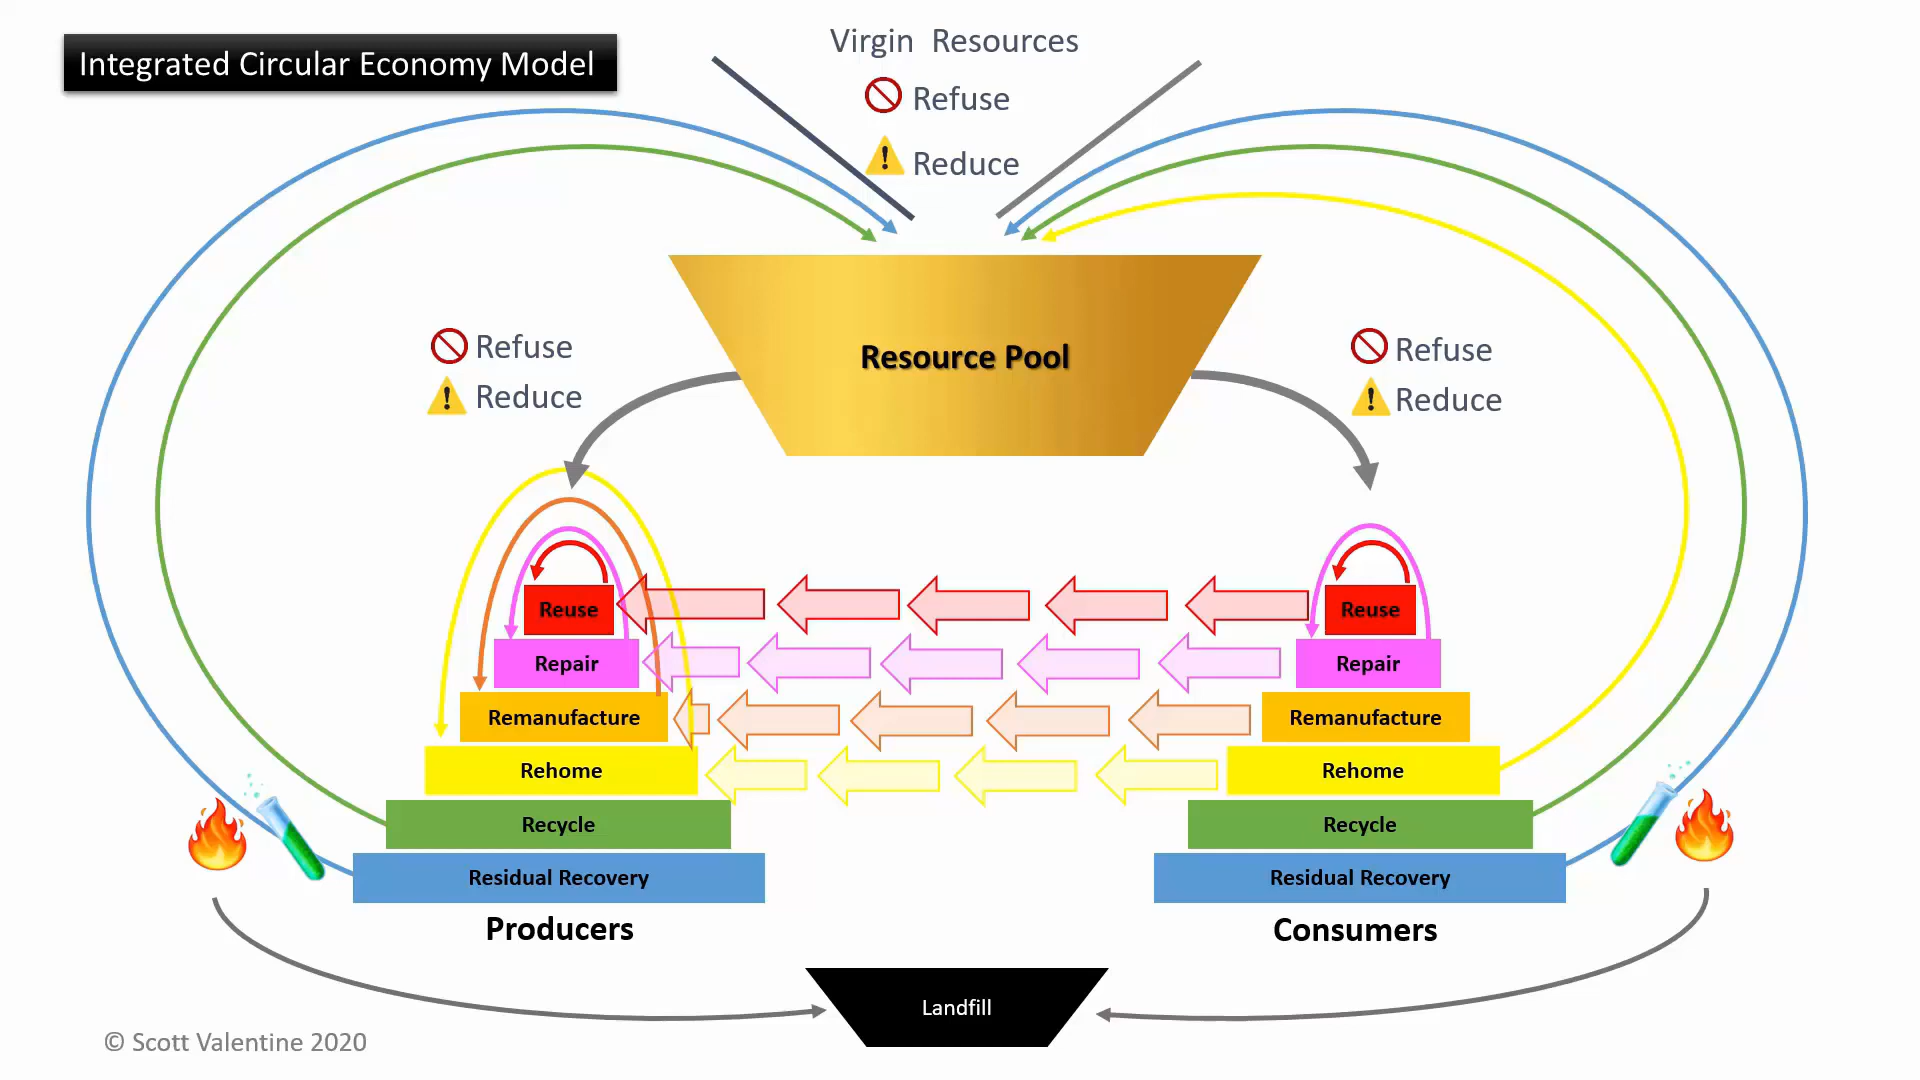 Integrated Circular Economy Model
Virgin Resources
Refuse
Reduce
Resource Pool
Refuse
Reduce
Refuse
Reduce
Reuse
Repair
Remanufacture
Rehome
Recycle
Residual Recovery
Producers
Reuse
Repair
Remanufacture
Rehome
Recycle
Residual Recovery
Consumers
Landfill
© Scott Valentine 2020